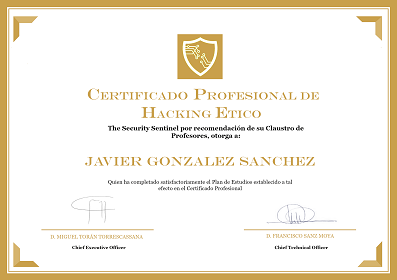 CERTIFICADO PROFESIONAL DE
HACKING ETICO
The Security Sentinel por recomendación de su Claustro de
Profesores, otorga a:
JAVIER GONZALEZ SANCHEZ
Quien ha completado satisfactoriamente el Plan de Estudios establecido a tal
efecto en el Certificado Profesional
D. MIGUEL TORÁN TORRESCASSANA
D. FRANCISCO SANZ MOYA
Chief Executive Officer
Chief Technical Officer